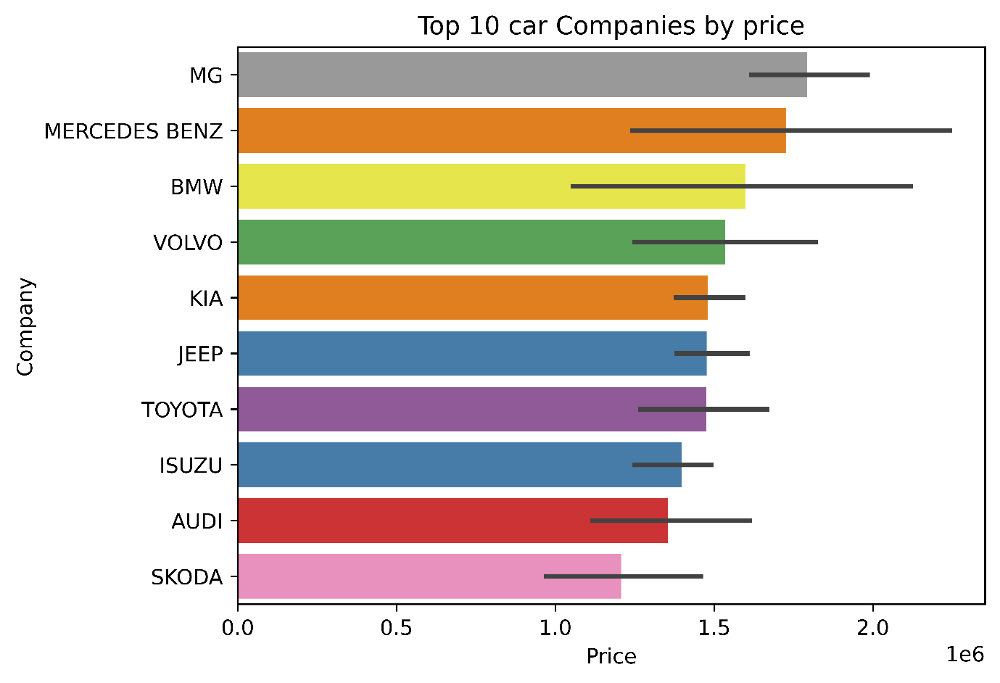 Top 10 car Companies by price
Company
MG
MERCEDES BENZ
BMW
VOLVO
KIA
JEEP
TOYOTA
ISUZU
AUDI
SKODA
0.0 0.5 1.0 1.5 2.0
Price
1e6